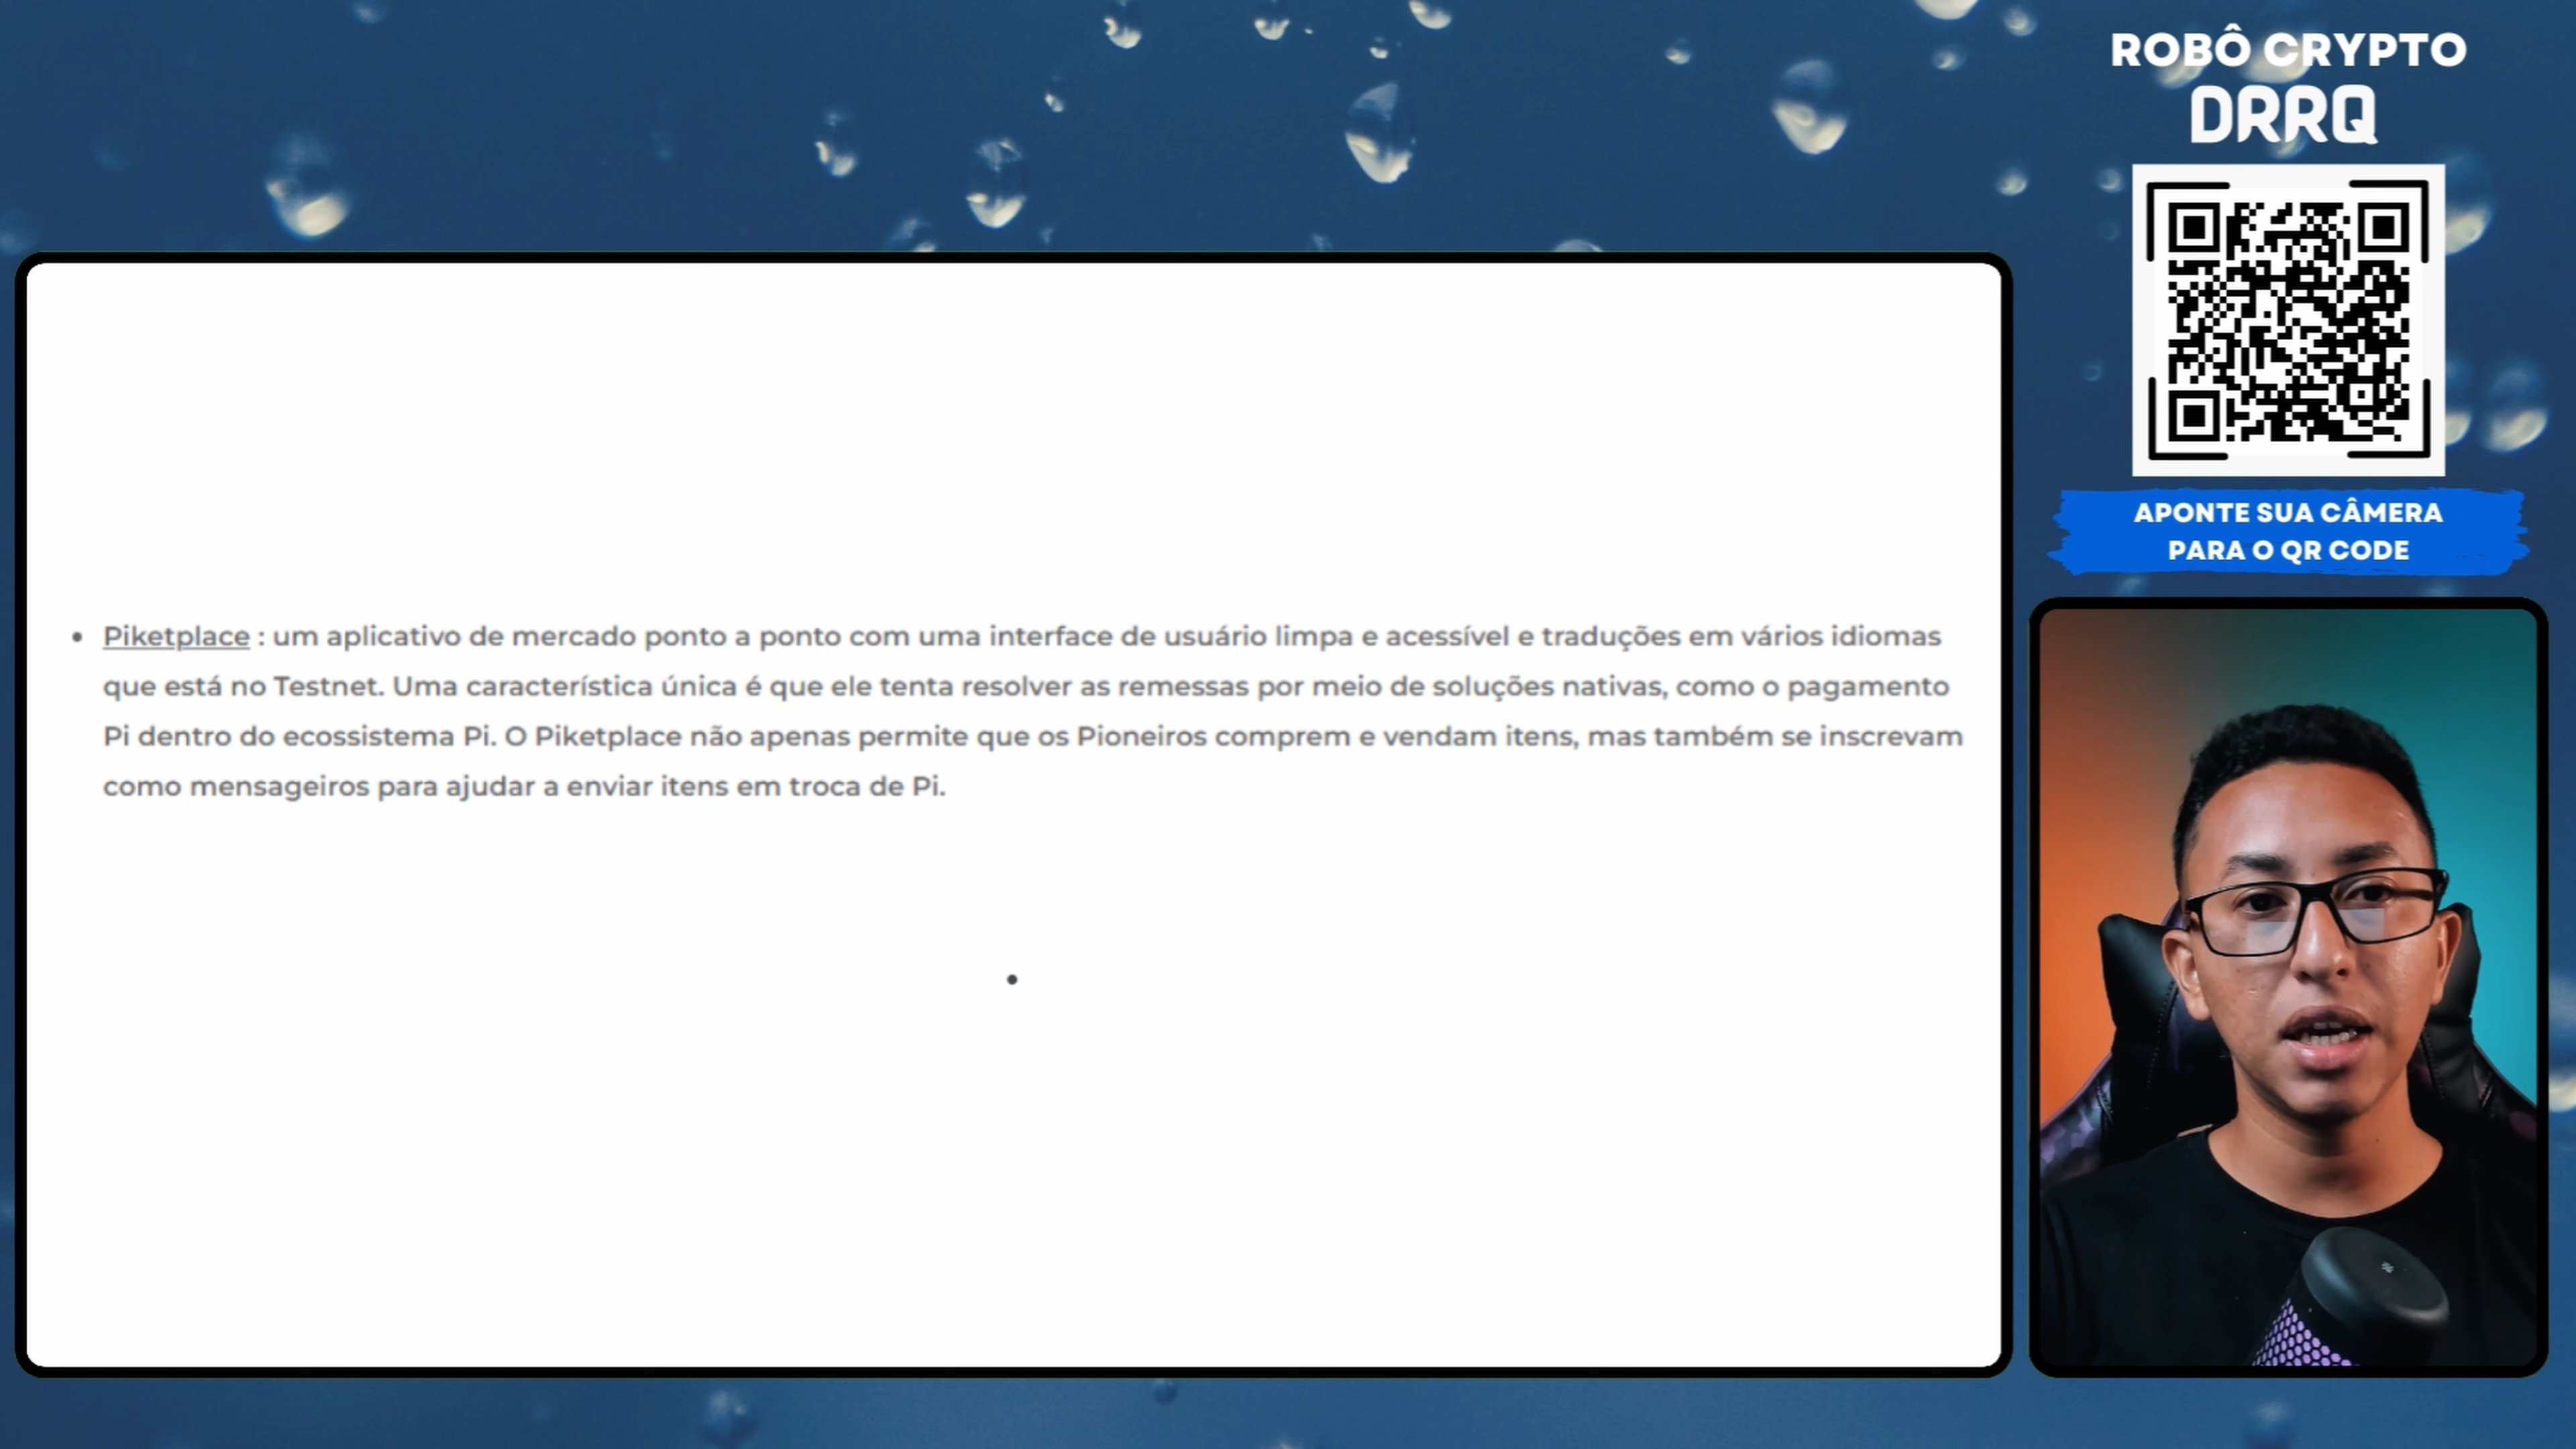 ROBÔ CRYPTO
DRRQ
APONTE SUA CÂMERA
PARA O QR CODE
• Piketplace : um aplicativo de mercado ponto a ponto com uma interface de usuário limpa e acessível e traduções em vários idiomas
que está no Testnet. Uma característica única é que ele tenta resolver as remessas por meio de soluções nativas, como o pagamento
Pi dentro do ecossistema Pi. O Piketplace não apenas permite que os Pioneiros comprem e vendam itens, mas também se inscrevam
como mensageiros para ajudar a enviar itens em troca de Pi.